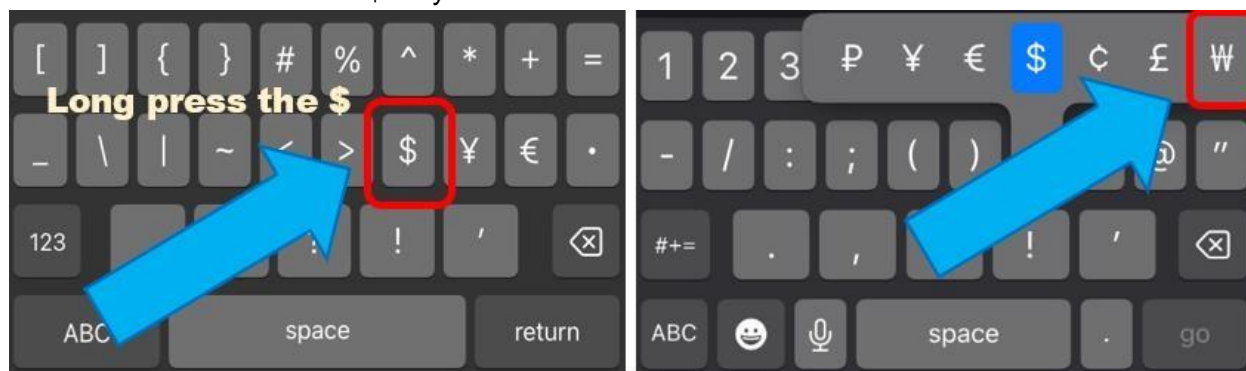 [ ] { } # % ^ * + =
Long press the $
_ \ | ~ < > $ ¥ € •
123 . ! '
ABC space return
1 2 3 ₽ ¥ € $ ¢ £ ₩
- / : ; ( ) @ "
#+= . , ! '
ABC space . go